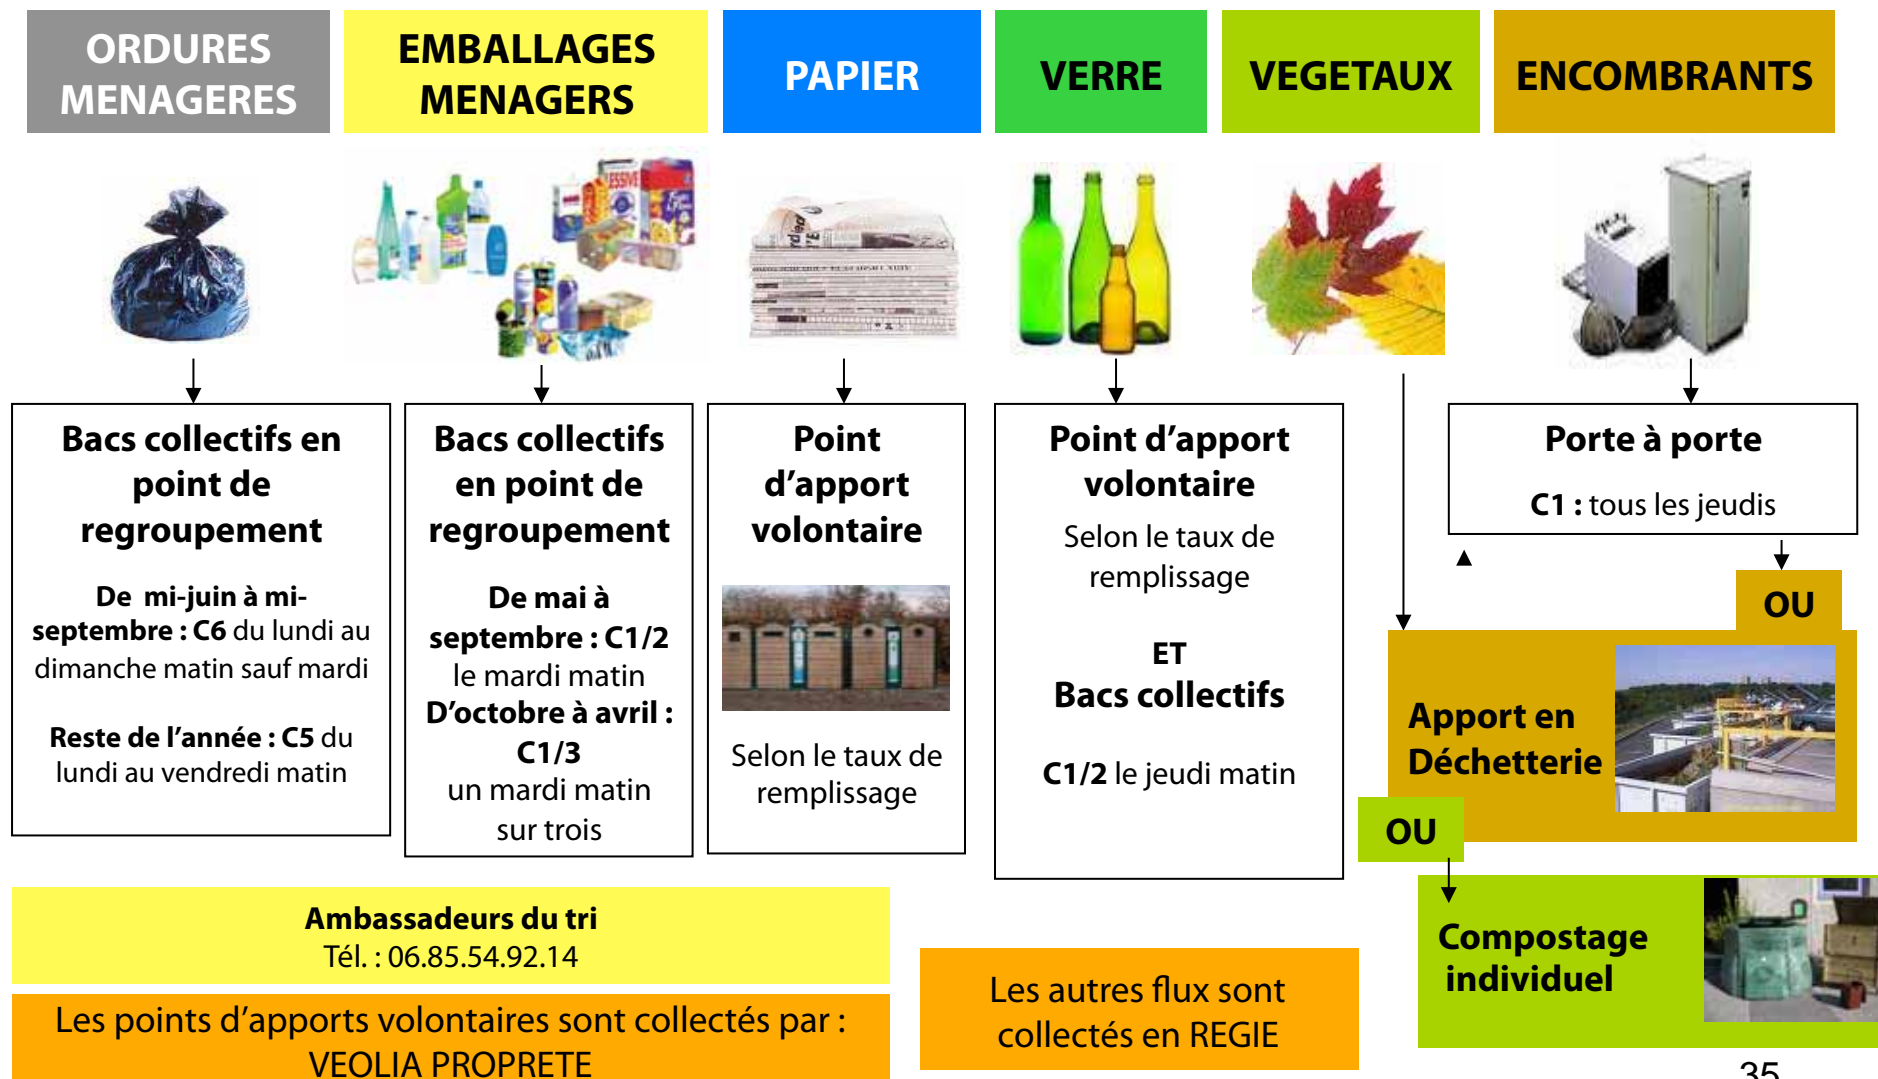 ORDURES
MENAGERES
EMBALLAGES
MENAGERS
PAPIER
VERRE
VEGETAUX
ENCOMBRANTS
ESSIVE
Bacs collectifs en
point de
regroupement
De mi-juin à mi-
septembre : C6 du lundi au
dimanche matin sauf mardi
Reste de l'année : C5 du
lundi au vendredi matin
Bacs collectifs
en point de
regroupement
De mai à
septembre : C1/2
le mardi matin
D'octobre à avril :
C1/3
un mardi matin
sur trois
Point
d'apport
volontaire
Selon le taux de
remplissage
Point d'apport
volontaire
Selon le taux de
remplissage
ET
Bacs collectifs
C1/2 le jeudi matin
Porte à porte
C1 : tous les jeudis
OU
Apport en
Déchetterie
OU
Compostage
individuel
Ambassadeurs du tri
Tél. : 06.85.54.92.14
Les points d'apports volontaires sont collectés par :
VEOLIA PROPRETE
Les autres flux sont
collectés en REGIE
35